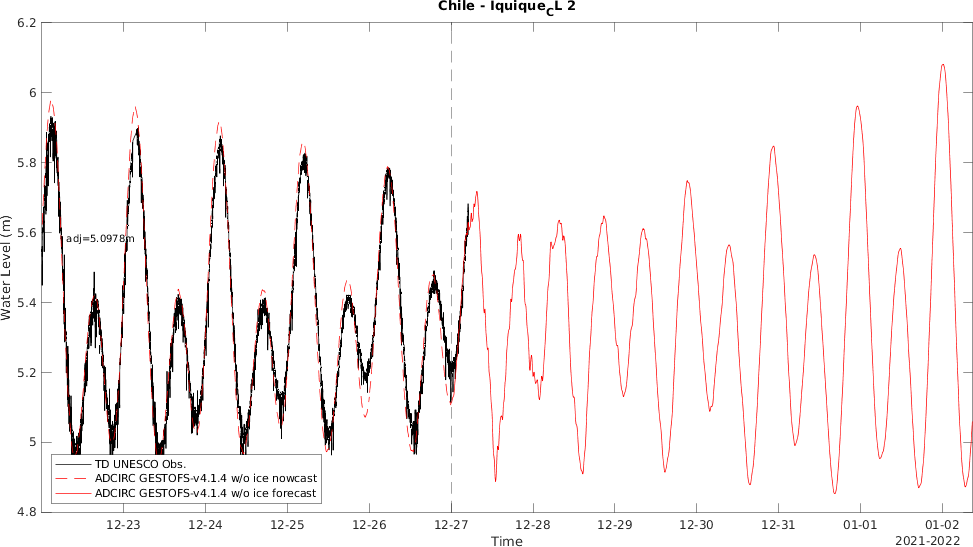 Chile - Iquique_CL 2
6.2
6
5.8
5.6
5.4
5.2
5
4.8
Water Level (m)
adj=5.0978m
TD UNESCO Obs.
ADCIRC GESTOFS-v4.1.4 w/o ice nowcast
ADCIRC GESTOFS-v4.1.4 w/o ice forecast
12-23 12-24 12-25 12-26 12-27 12-28 12-29 12-30 12-31 01-01 01-02
Time
2021-2022